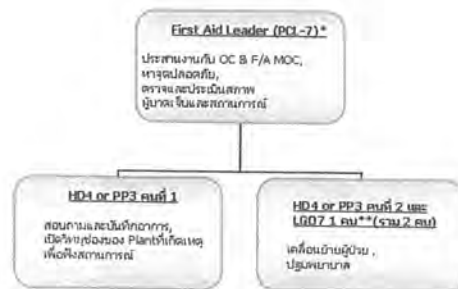 First Aid Leader (PCL-7)*
ประสานงานกับ OC & F/A MOC,
หาจุดปลอดภัย,
ตรวจและประเมินสภาพ
ผู้บาดเจ็บและสถานการณ์
HD4 or PP3 คนที่ 1
สอบถามและบันทึกอาการ,
เปิดวิทยุช่องของ Plantที่เกิดเหตุ
เพื่อฟังสถานการณ์
HD4 or PP3 คนที่ 2 และ
LGD7 1 คน**(รวม 2 คน)
เคลื่อนย้ายผู้ป่วย ,
ปฐมพยาบาล